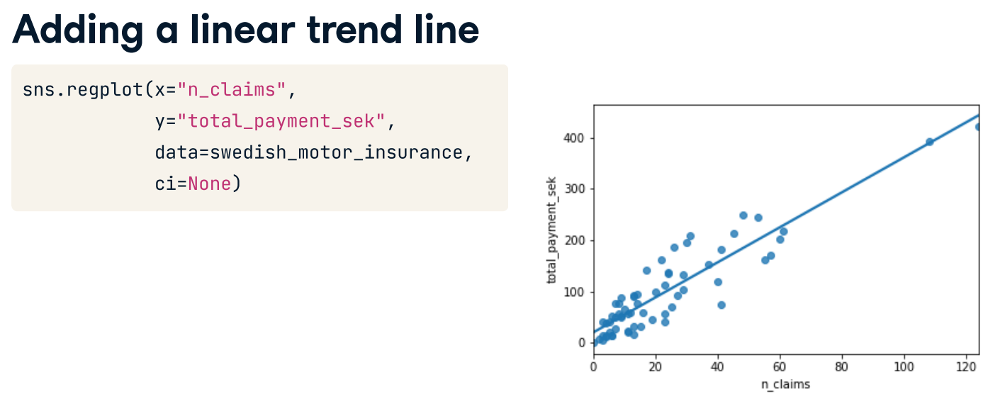 Adding a linear trend line
sns.regplot(x="n_claims",
y="total_payment_sek",
data=swedish_motor_insurance,
ci=None)
total_payment_sek
400
300
200
100
0
0 20 40 60 80 100 120
n_claims